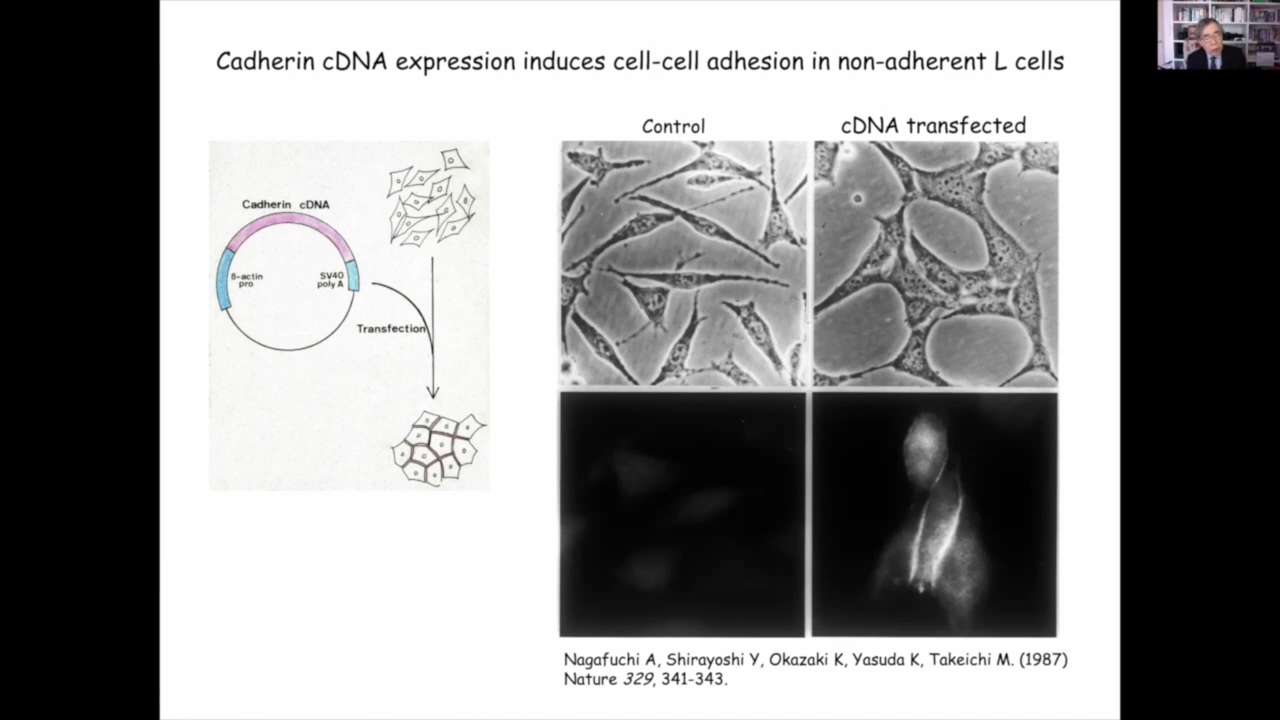 Cadherin cDNA expression induces cell-cell adhesion in non-adherent L cells
Cadherin cDNA
β-actin
pro
SV40
poly A
Transfection
Control
cDNA transfected
Nagafuchi A, Shirayoshi Y, Okazaki K, Yasuda K, Takeichi M. (1987)
Nature 329, 341-343.